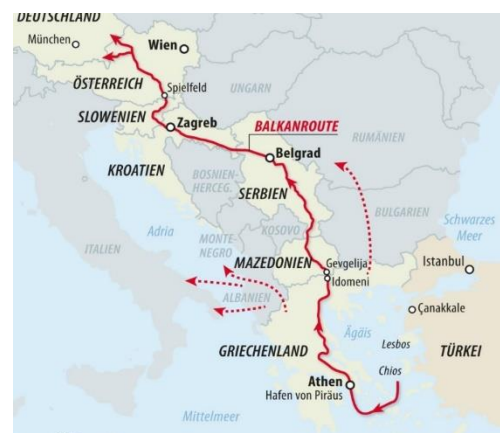 DEUTSCHLAND
München
Wien
ÖSTERREICH
Spielfeld
UNGARN
SLOWENIEN
Zagreb
BALKANROUTE
RUMÄNIEN
KROATIEN
Belgrad
BOSNIEN-
HERCEG.
SERBIEN
Adria
BULGARIEN
Schwarzes
Meer
ITALIEN
MONTE-
NEGRO
KOSOVO
MAZEDONIEN
Gevgelija
Idomeni
Istanbul
ALBANIEN
Çanakkale
Ägäis
GRIECHENLAND
Lesbos
TÜRKEI
Chios
Athen
Hafen von Piräus
Mittelmeer